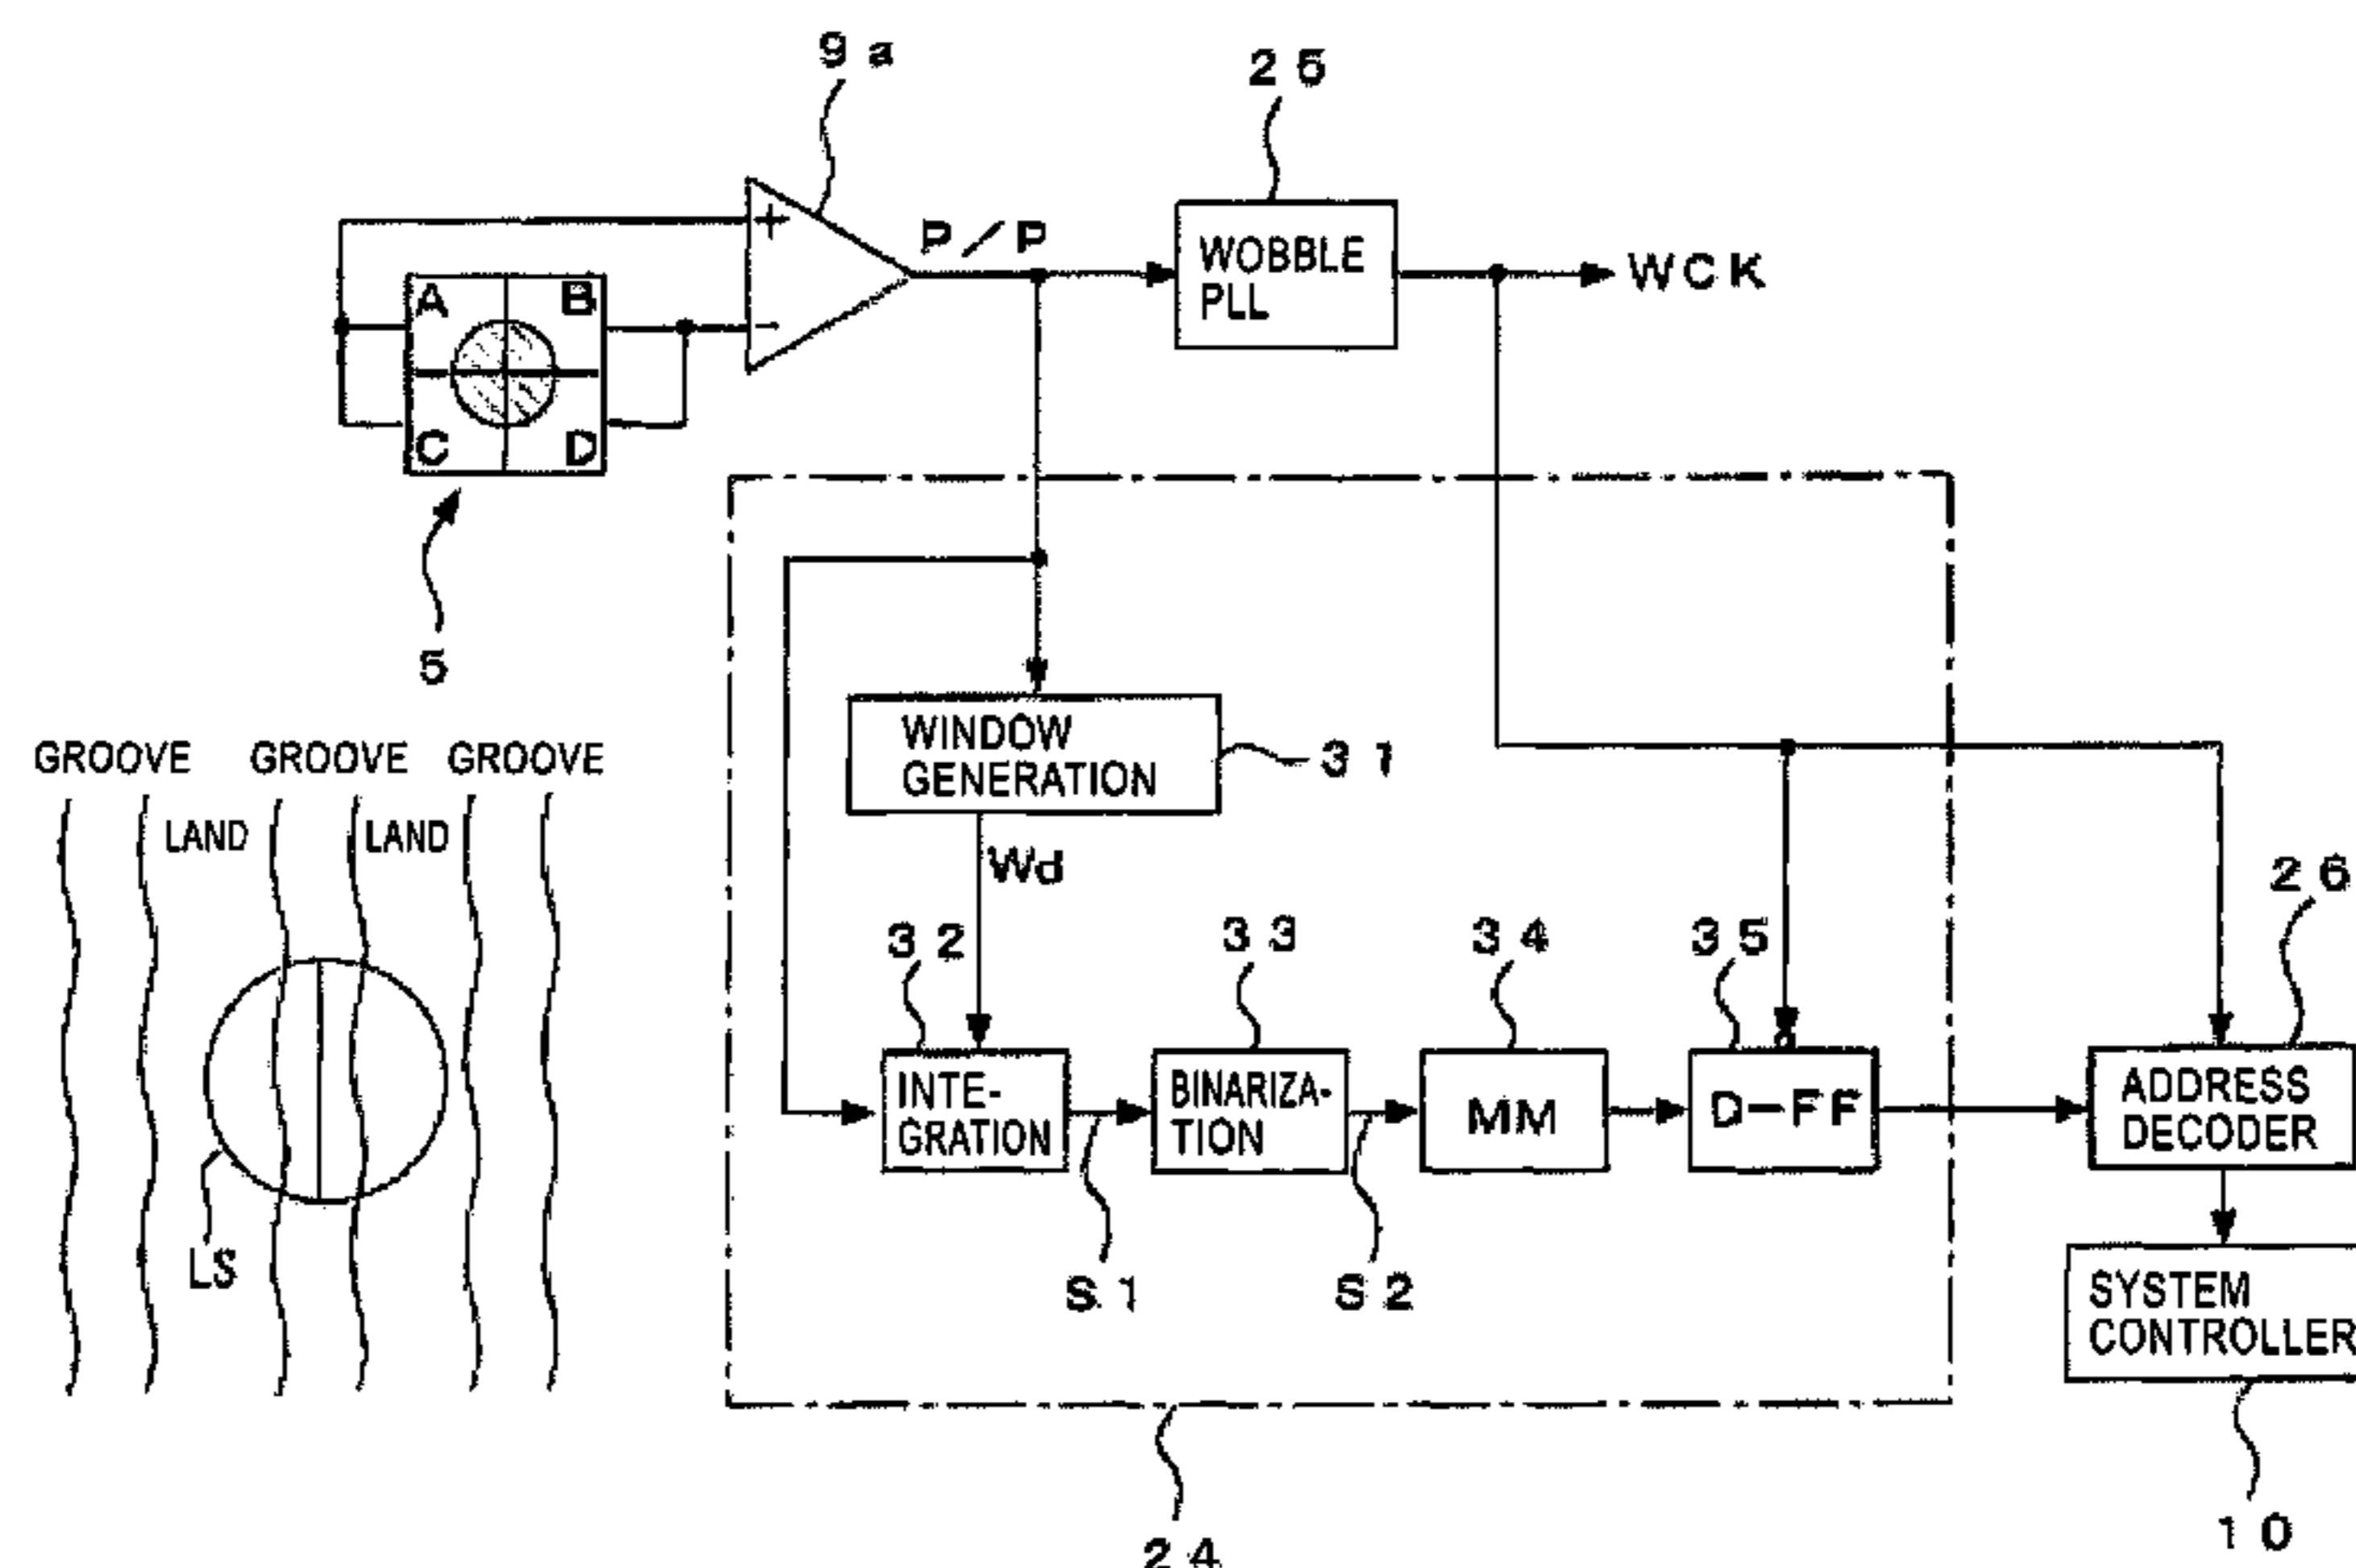 9a
25
P/P
+
WOBBLE
PLL
WCK
A
B
-
C
D
5
WINDOW
GENERATION
31
GROOVE GROOVE GROOVE
LAND LAND
Wd
26
32
33
34
35
INTE-
GRATION
BINARIZA-
TION
MM
D-FF
ADDRESS
DECODER
LS
S1
S2
SYSTEM
CONTROLLER
24
10